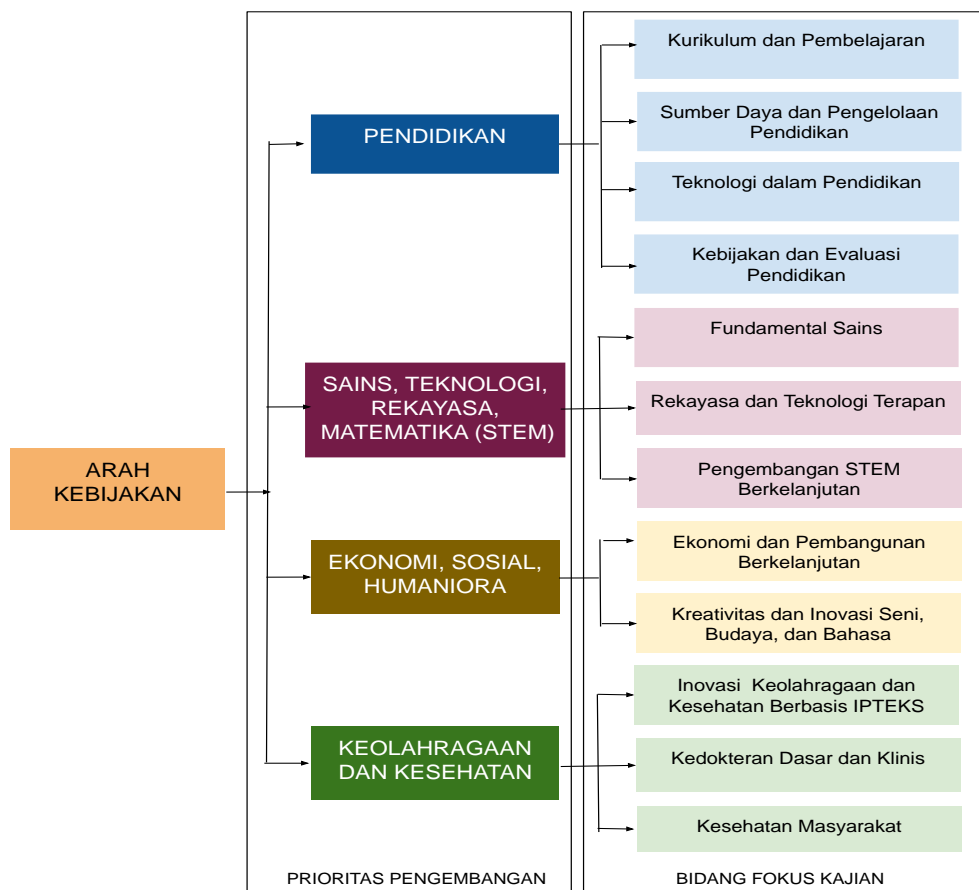 ARAH
KEBIJAKAN
PENDIDIKAN
Kurikulum dan Pembelajaran
Sumber Daya dan Pengelolaan
Pendidikan
Teknologi dalam Pendidikan
Kebijakan dan Evaluasi
Pendidikan
SAINS, TEKNOLOGI,
REKAYASA,
MATEMATIKA (STEM)
Fundamental Sains
Rekayasa dan Teknologi Terapan
Pengembangan STEM
Berkelanjutan
EKONOMI, SOSIAL,
HUMANIORA
Ekonomi dan Pembangunan
Berkelanjutan
Kreativitas dan Inovasi Seni,
Budaya, dan Bahasa
KEOLAHRAGAAN
DAN KESEHATAN
Inovasi Keolahragaan dan
Kesehatan Berbasis IPTEKS
Kedokteran Dasar dan Klinis
Kesehatan Masyarakat
PRIORITAS PENGEMBANGAN
BIDANG FOKUS KAJIAN